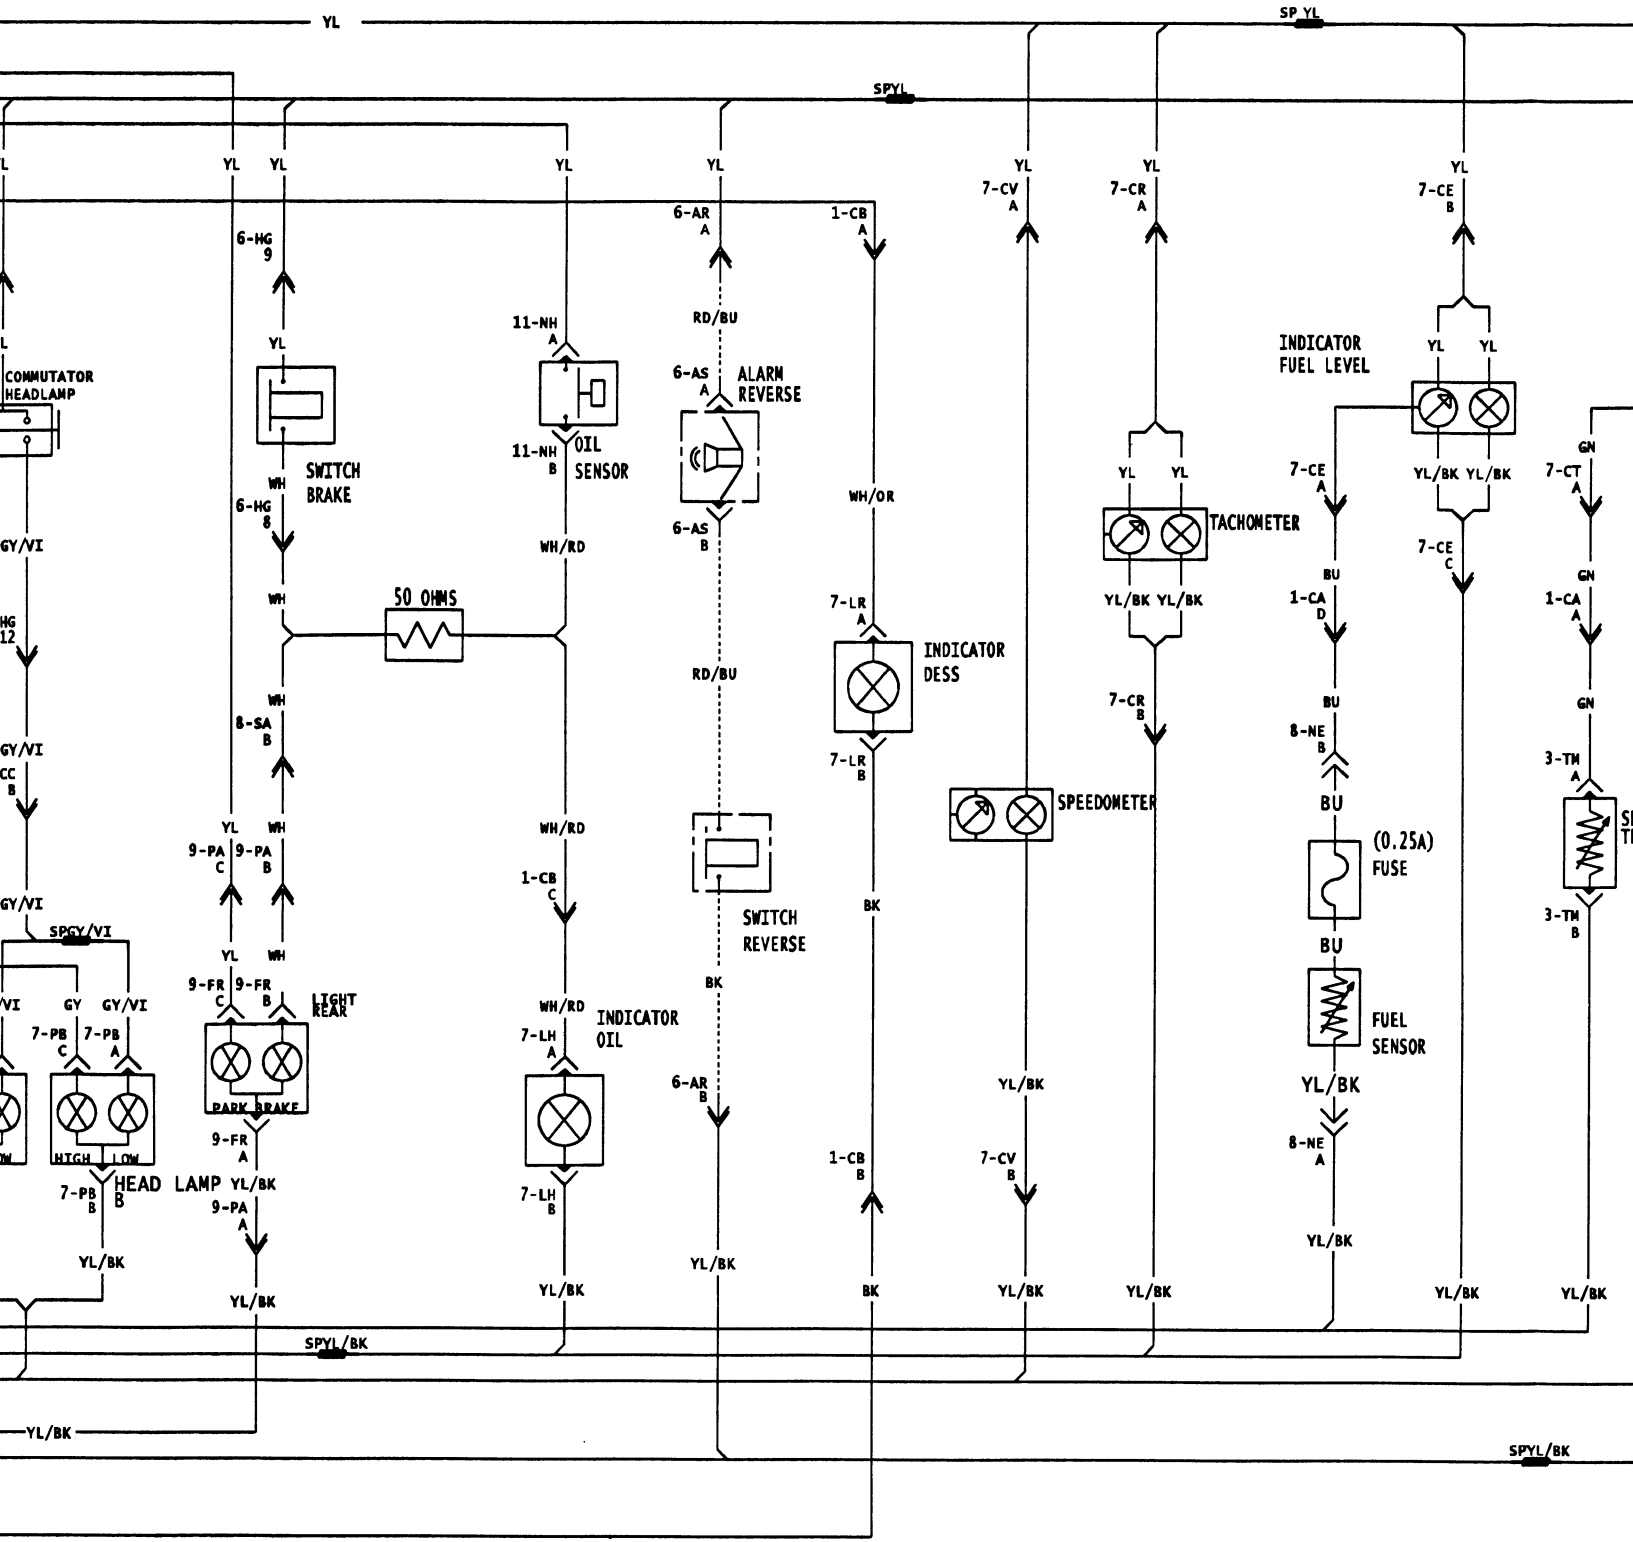 YL
SP YL
SPYL
L
YL
YL
YL
YL
YL
YL
YL
7-CV
A
7-CR
A
7-CE
B
6-AR
A
1-CB
A
6-HG
9
RD/BU
11-NH
A
L
YL
INDICATOR
FUEL LEVEL
YL
YL
COMMUTATOR
HEADLAMP
6-AS
A
ALARM
REVERSE
11-NH
B
OIL
SENSOR
SWITCH
BRAKE
WH
GN
7-CE
A
YL/BK
YL/BK
7-CT
A
YL
YL
WH/OR
6-HG
8
6-AS
B
TACHOMETER
GY/VI
WH/RD
7-CE
C
BU
GN
WH
50 OHMS
YL/BK
YL/BK
1-CA
D
1-CA
A
7-LR
A
HG
12
INDICATOR
DESS
RD/BU
WH
7-CR
B
BU
GN
8-SA
B
8-NE
B
GY/VI
7-LR
B
3-TM
A
CC
B
SPEEDOMETER
BU
YL
WH
WH/RD
9-PA
C
9-PA
B
(0.25A)
FUSE
1-CB
C
GY/VI
BK
SWITCH
REVERSE
3-TM
B
SPGY/VI
BU
YL
WH
BK
9-FR
C
9-FR
B
LIGHT
REAR
/VI
GY
GY/VI
WH/RD
INDICATOR
OIL
FUEL
SENSOR
7-PB
C
7-PB
A
7-LH
A
6-AR
B
YL/BK
YL/BK
PARK BRAKE
9-FR
A
8-NE
A
OW
HIGH
LOW
1-CB
B
7-CV
B
HEAD LAMP
B
YL/BK
7-PB
B
7-LH
B
9-PA
A
YL/BK
YL/BK
YL/BK
YL/BK
YL/BK
BK
YL/BK
YL/BK
YL/BK
YL/BK
YL/BK
SPYL/BK
YL/BK
SPYL/BK